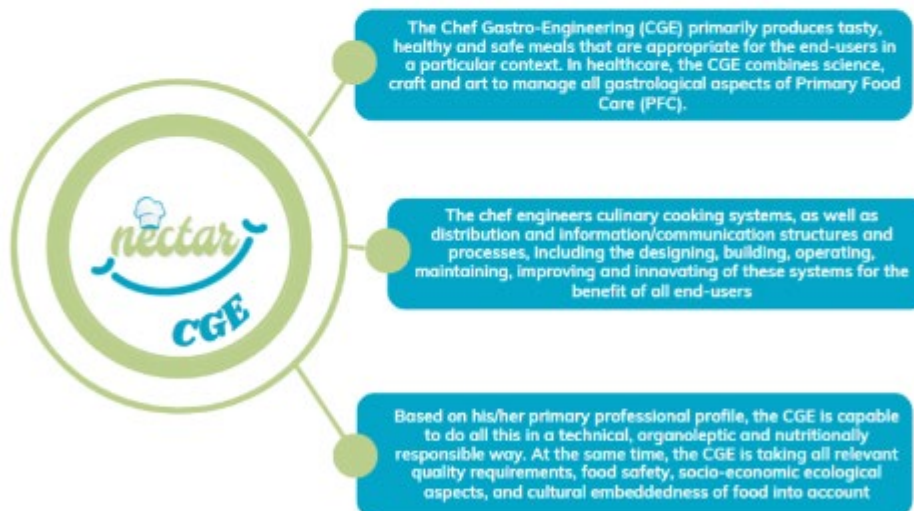 The Chef Gastro-Engineering (CGE) primarily produces tasty,
healthy and safe meals that are appropriate for the end-users in
a particular context. In healthcare, the CGE combines science,
craft and art to manage all gastrological aspects of Primary Food
Care (PFC).
nectar
CGE
The chef engineers culinary cooking systems, as well as
distribution and information/communication structures and
processes, including the designing, building, operating,
maintaining, improving and innovating of these systems for the
benefit of all end-users
Based on his/her primary professional profile, the CGE is capable
to do all this in a technical, organoleptic and nutritionally
responsible way. At the same time, the CGE is taking all relevant
quality requirements, food safety, socio-economic ecological
aspects, and cultural embeddedness of food into account